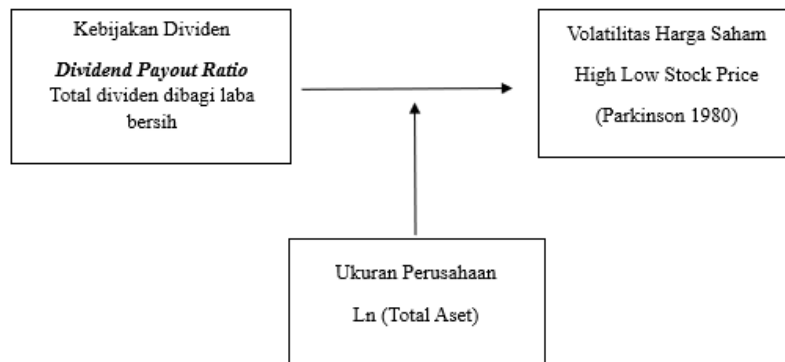 Kebijakan Dividen
Dividend Payout Ratio
Total dividen dibagi laba
bersih
Volatilitas Harga Saham
High Low Stock Price
(Parkinson 1980)
Ukuran Perusahaan
Ln (Total Aset)